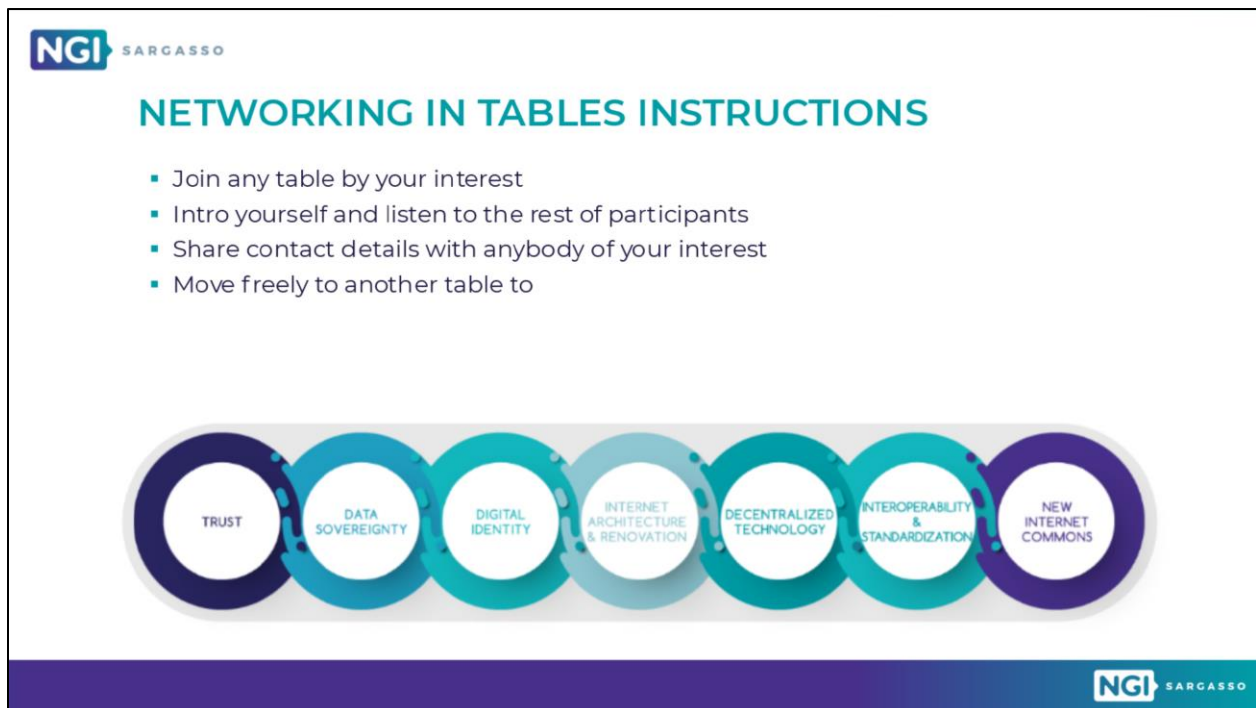 NGI SARGASSO
NETWORKING IN TABLES INSTRUCTIONS
▪ Join any table by your interest
▪ Intro yourself and listen to the rest of participants
▪ Share contact details with anybody of your interest
▪ Move freely to another table to
TRUST
DATA
SOVEREIGNTY
DIGITAL
IDENTITY
INTERNET
ARCHITECTURE
& RENOVATION
DECENTRALIZED
TECHNOLOGY
INTEROPERABILITY
&
STANDARDIZATION
NEW
INTERNET
COMMONS
NGI SARGASSO